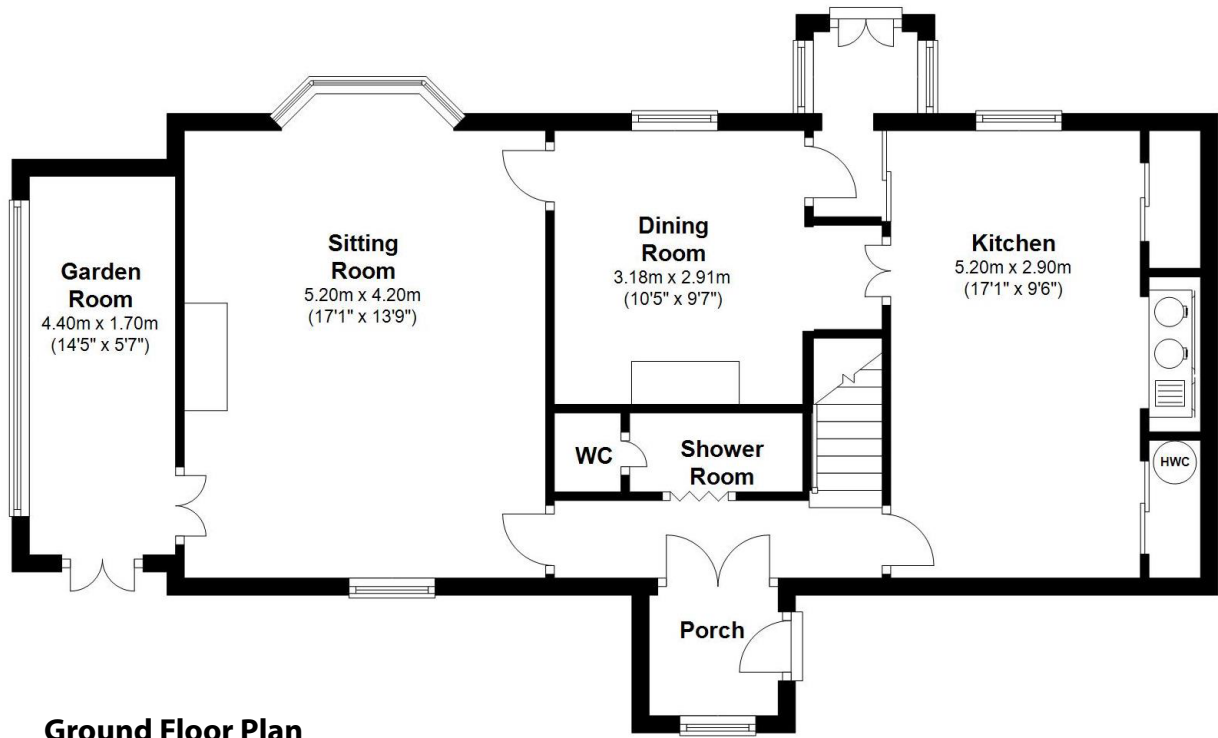 Garden
Room
4.40m x 1.70m
(14'5" x 5'7")
Sitting
Room
5.20m x 4.20m
(17'1" x 13'9")
Dining
Room
3.18m x 2.91m
(10'5" x 9'7")
Kitchen
5.20m x 2.90m
(17'1" x 9'6")
WC
Shower
Room
HWC
Porch
Ground Floor Plan